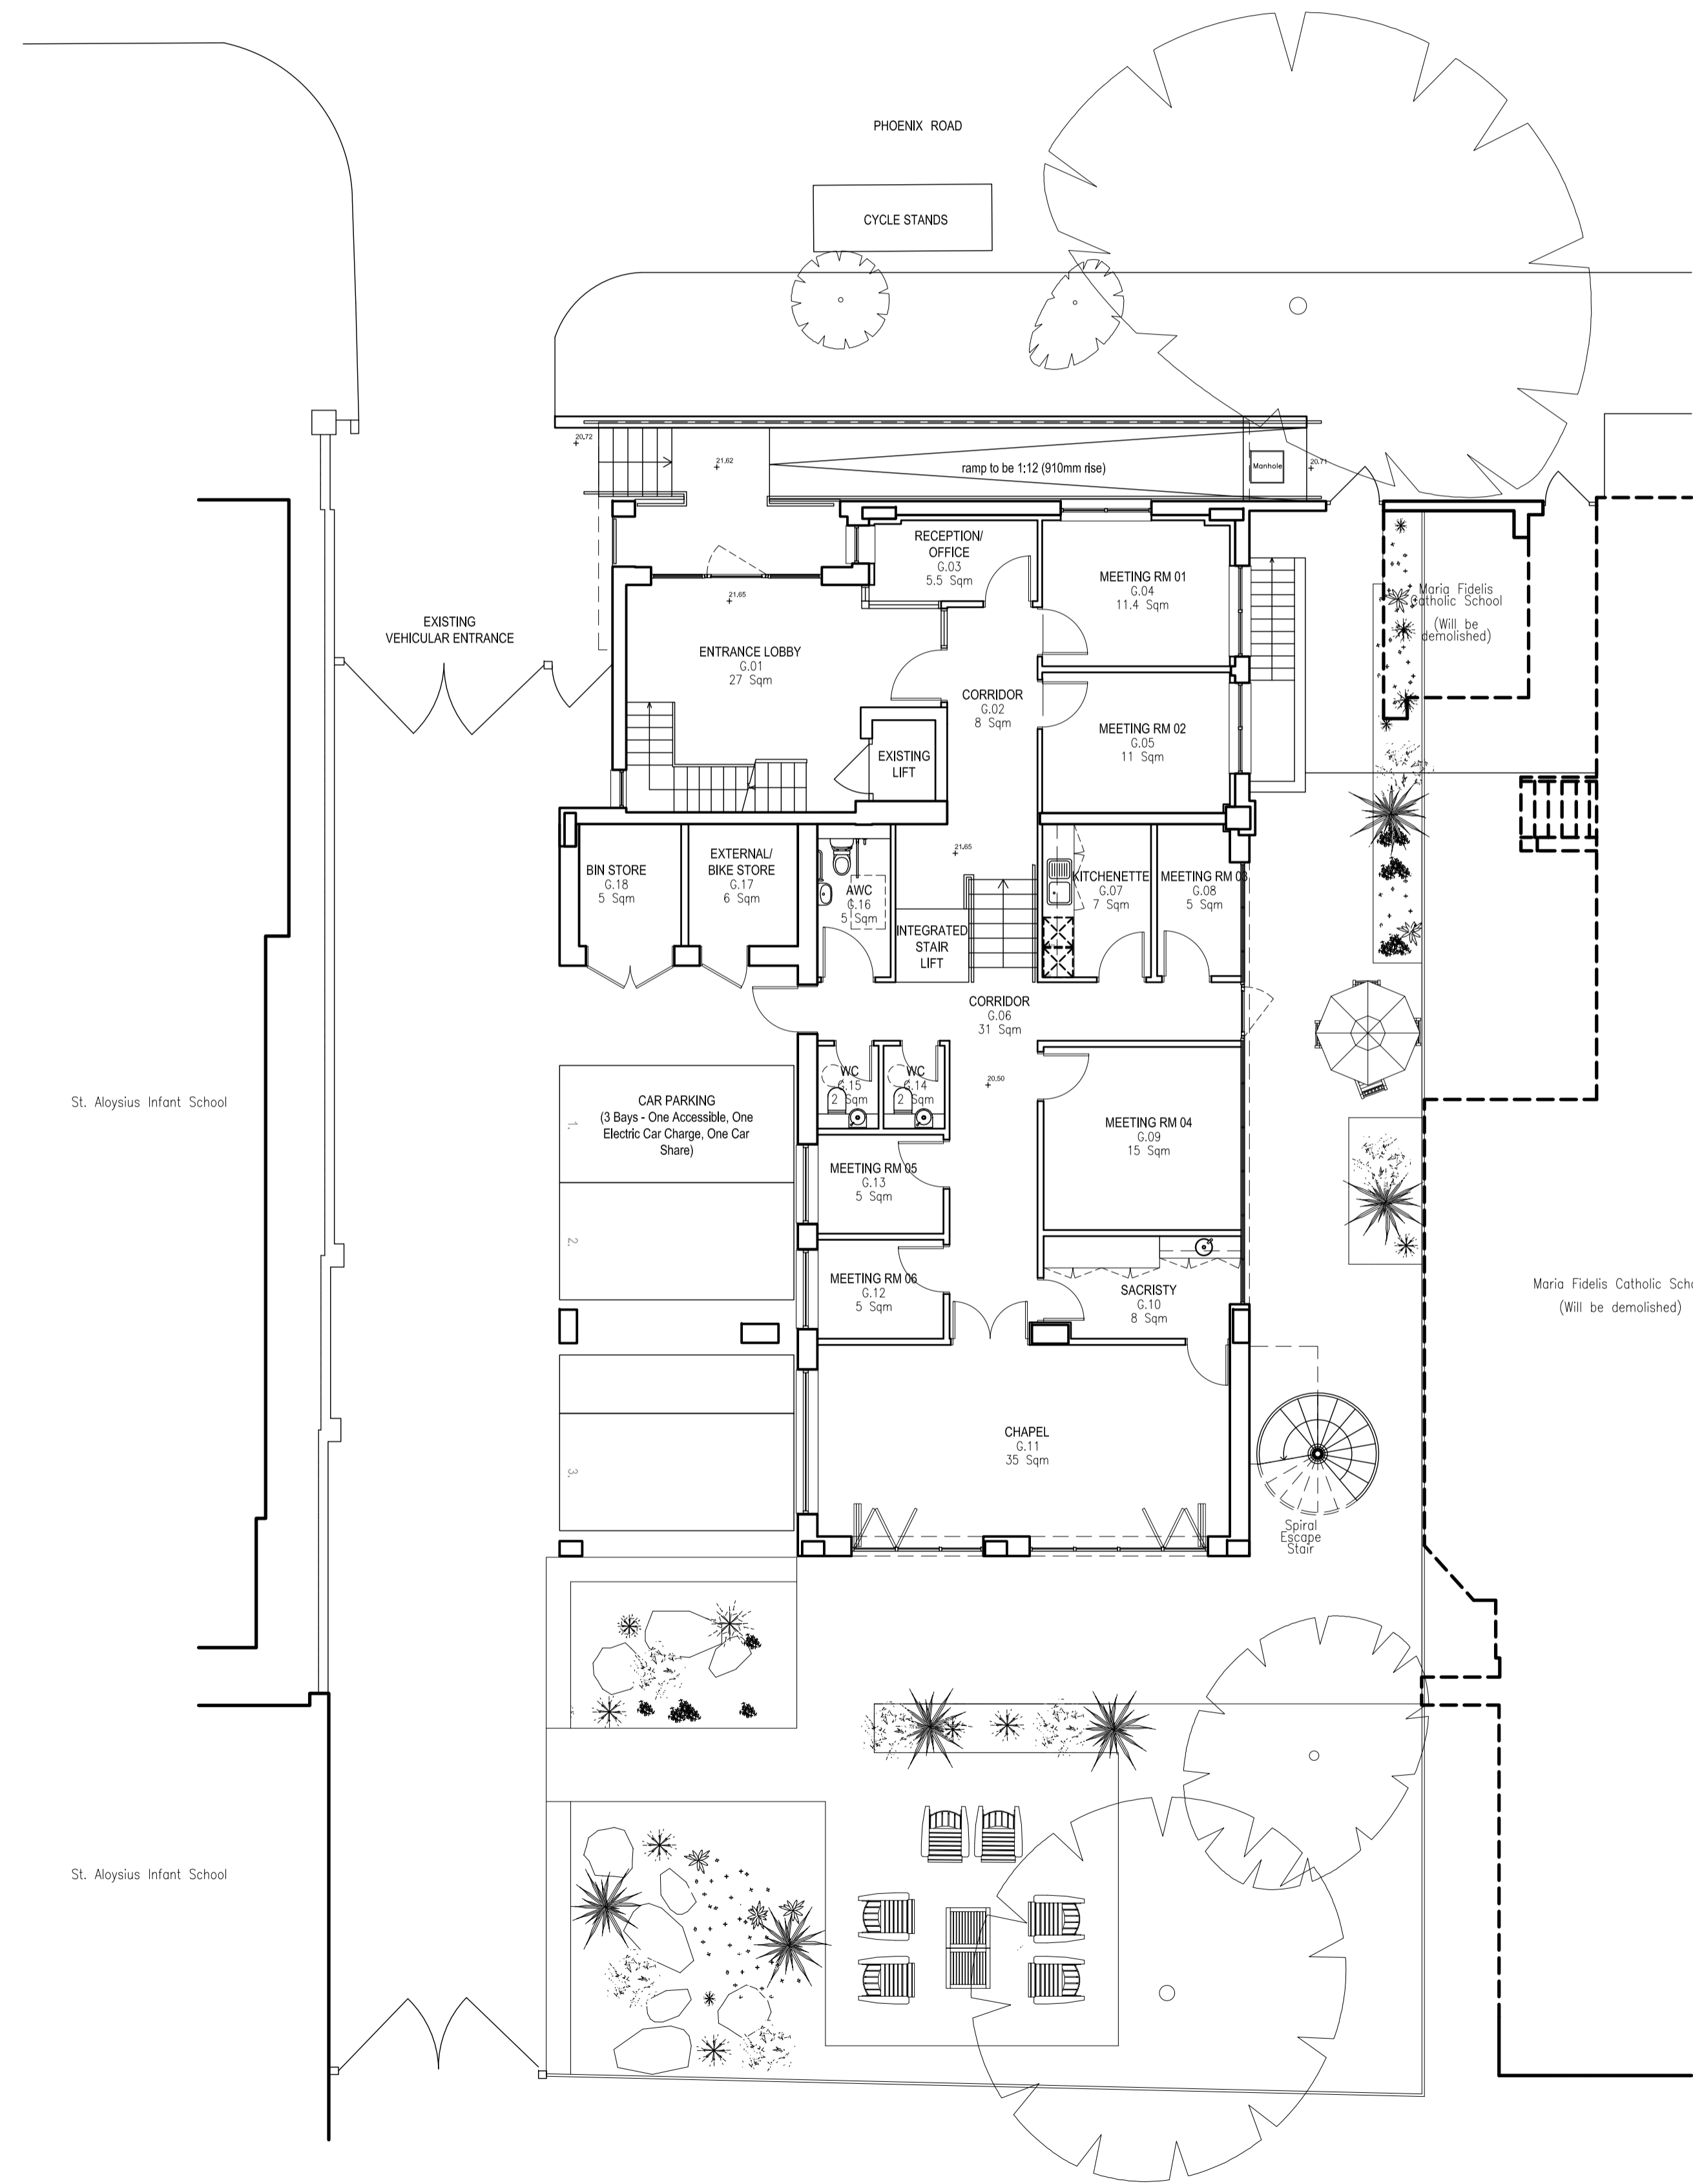 PHOENIX ROAD
CYCLE STANDS
20.72
21.62
ramp to be 1:12 (910mm rise)
Manhole
20.71
RECEPTION/
OFFICE
G.03
5.5 Sqm
MEETING RM 01
G.04
11.4 Sqm
Maria Fidelis
Catholic School
(Will be
demolished)
21.65
EXISTING
VEHICULAR ENTRANCE
ENTRANCE LOBBY
G.01
27 Sqm
CORRIDOR
G.02
8 Sqm
MEETING RM 02
G.05
11 Sqm
EXISTING
LIFT
BIN STORE
G.18
5 Sqm
EXTERNAL/
BIKE STORE
G.17
6 Sqm
AWC
G.16
5 Sqm
21.65
INTEGRATED
STAIR
LIFT
KITCHENETTE
G.07
7 Sqm
MEETING RM 03
G.08
5 Sqm
CORRIDOR
G.06
31 Sqm
20.50
WC
G.15
2 Sqm
WC
G.14
2 Sqm
St. Aloysius Infant School
CAR PARKING
(3 Bays - One Accessible, One
Electric Car Charge, One Car
Share)
1.
2.
3.
MEETING RM 04
G.09
15 Sqm
MEETING RM 05
G.13
5 Sqm
MEETING RM 06
G.12
5 Sqm
SACRISTY
G.10
8 Sqm
Maria Fidelis Catholic Scho
(Will be demolished)
CHAPEL
G.11
35 Sqm
Spiral
Escape
Stair
St. Aloysius Infant School